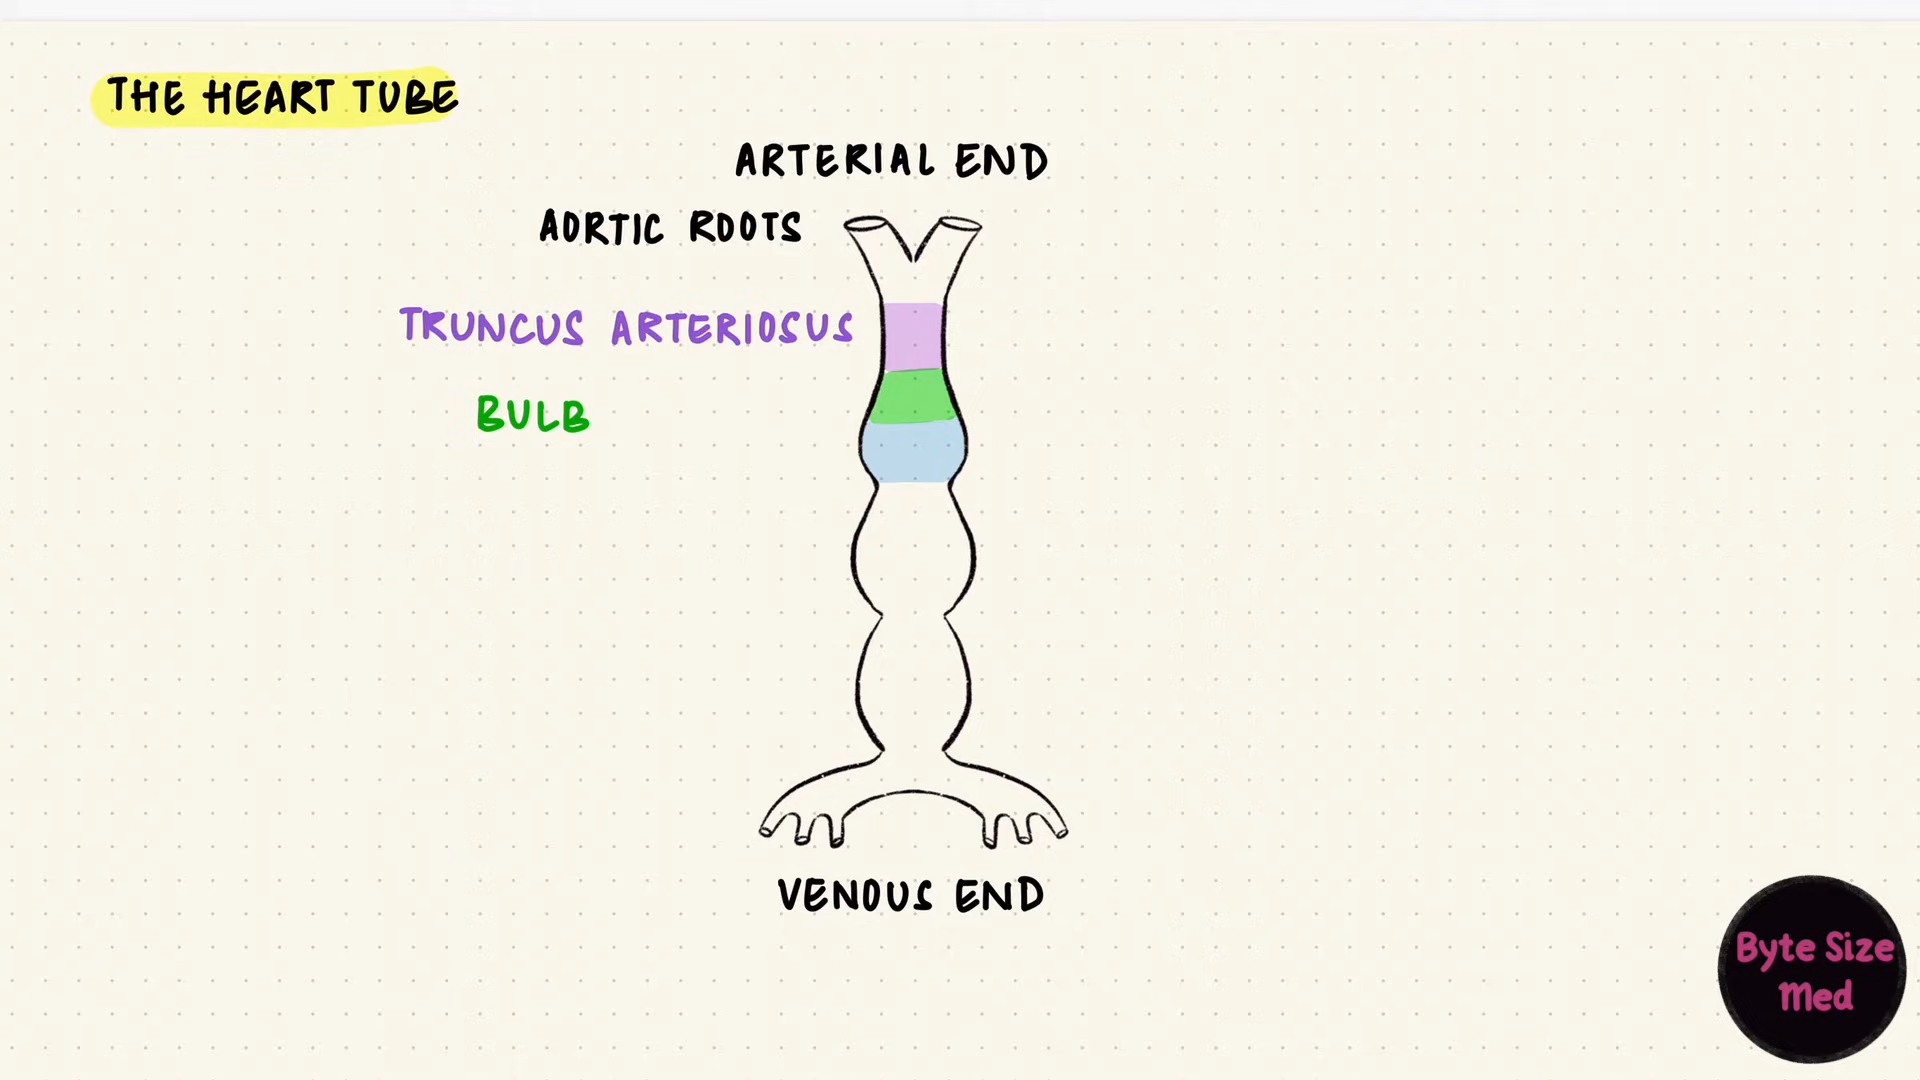 THE HEART TUBE
ARTERIAL END
AORTIC ROOTS
TRUNCUS ARTERIOSUS
BULB
VENOUS END
Byte Size
Med